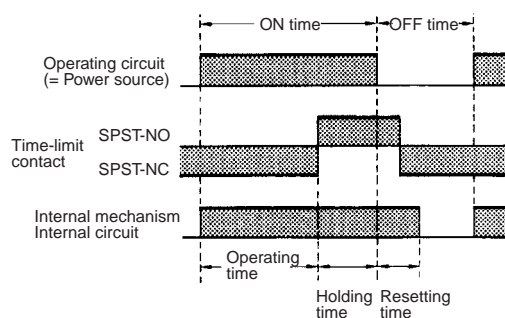 ON time
OFF time
Operating circuit
(= Power source)
SPST-NO
Time-limit
contact
SPST-NC
Internal mechanism
Internal circuit
Operating
time
Holding
time
Resetting
time